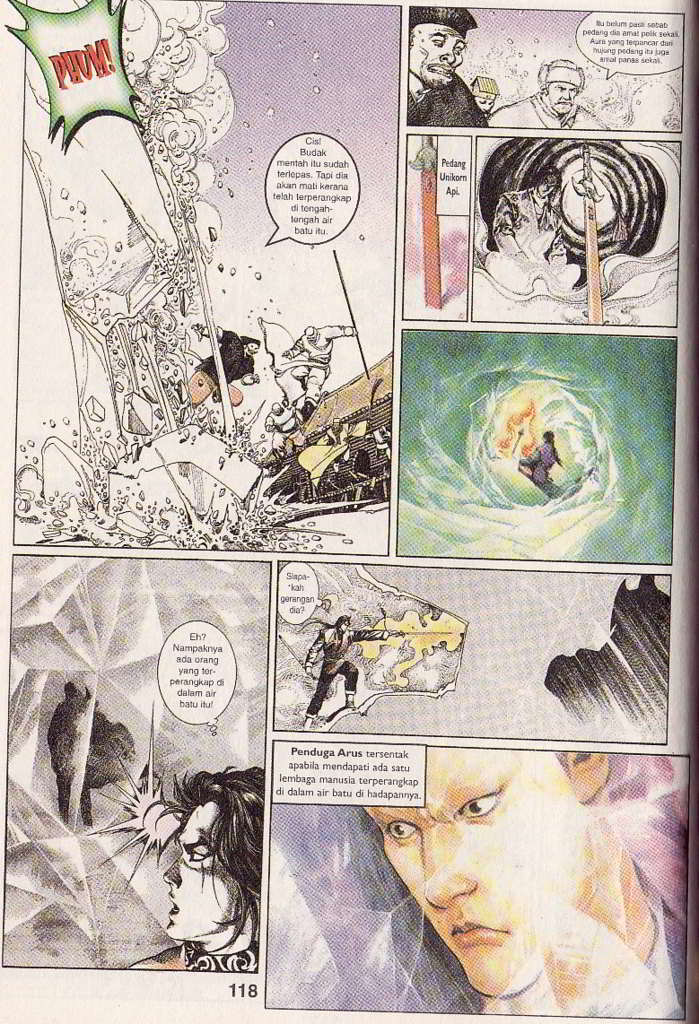 PHOM!
Cis!
Budak
mentah itu sudah
terlepas. Tapi dia
akan mati kerana
telah terperangkap
di tengah-
tengah air
batu itu.
Itu belum pasti sebab
pedang dia amat pelik sekali.
Aura yang terpancar dari
hujung pedang itu juga
amat panas sekali.
Pedang
Unikorn
Api.
Eh?
Nampaknya
ada orang
yang ter-
perangkap di
dalam air
batu itu!
Siapa-
kah
gerangan
dia?
Penduga Arus tersentak
apabila mendapati ada satu
lembaga manusia terperangkap
di dalam air batu di hadapannya.
118